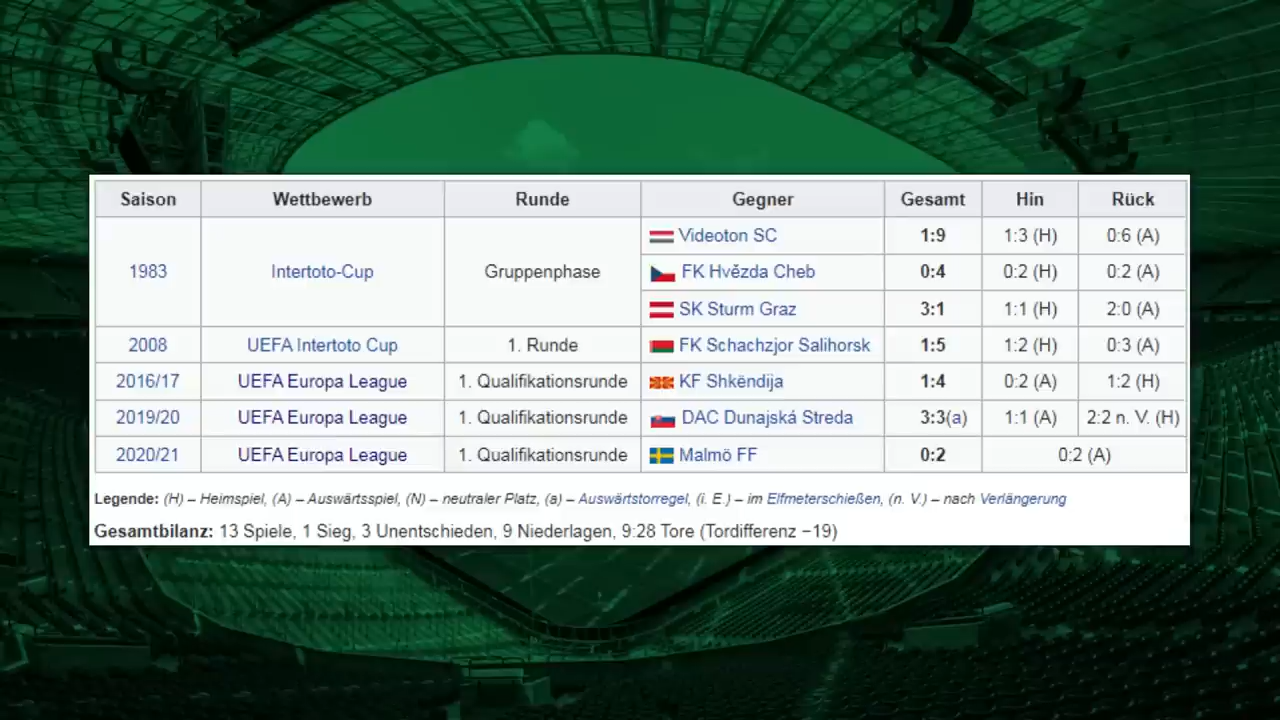 Saison Wettbewerb Runde Gegner Gesamt Hin Rück
1983 Intertoto-Cup Gruppenphase Videoton SC 1:9 1:3 (H) 0:6 (A)
FK Hvězda Cheb 0:4 0:2 (H) 0:2 (A)
SK Sturm Graz 3:1 1:1 (H) 2:0 (A)
2008 UEFA Intertoto Cup 1. Runde FK Schachzjor Salihorsk 1:5 1:2 (H) 0:3 (A)
2016/17 UEFA Europa League 1. Qualifikationsrunde KF Shkëndija 1:4 0:2 (A) 1:2 (H)
2019/20 UEFA Europa League 1. Qualifikationsrunde DAC Dunajská Streda 3:3(a) 1:1 (A) 2:2 n. V. (H)
2020/21 UEFA Europa League 1. Qualifikationsrunde Malmö FF 0:2 0:2 (A)
Legende: (H) – Heimspiel, (A) – Auswärtsspiel, (N) – neutraler Platz, (a) – Auswärtstorregel, (i. E.) – im Elfmeterschießen, (n. V.) – nach Verlängerung
Gesamtbilanz: 13 Spiele, 1 Sieg, 3 Unentschieden, 9 Niederlagen, 9:28 Tore (Tordifferenz −19)